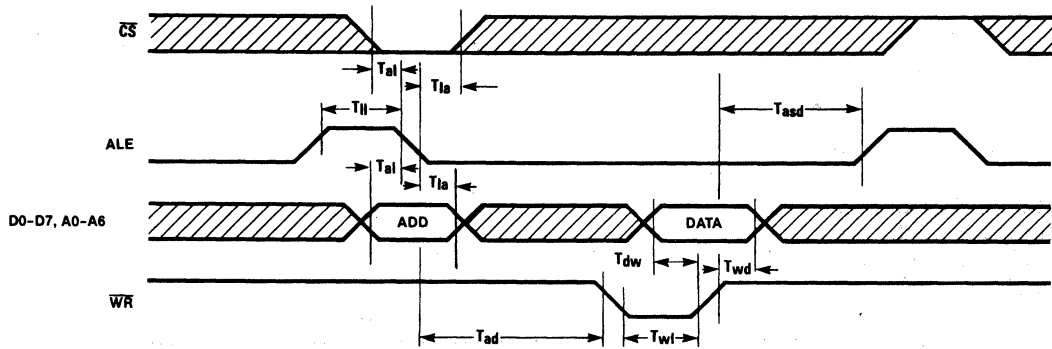 CS
Tal
Tla
Tll
Tasd
ALE
Tal
Tla
D0-D7, A0-A6
ADD
DATA
Tdw
Twd
WR
Tad
Twl